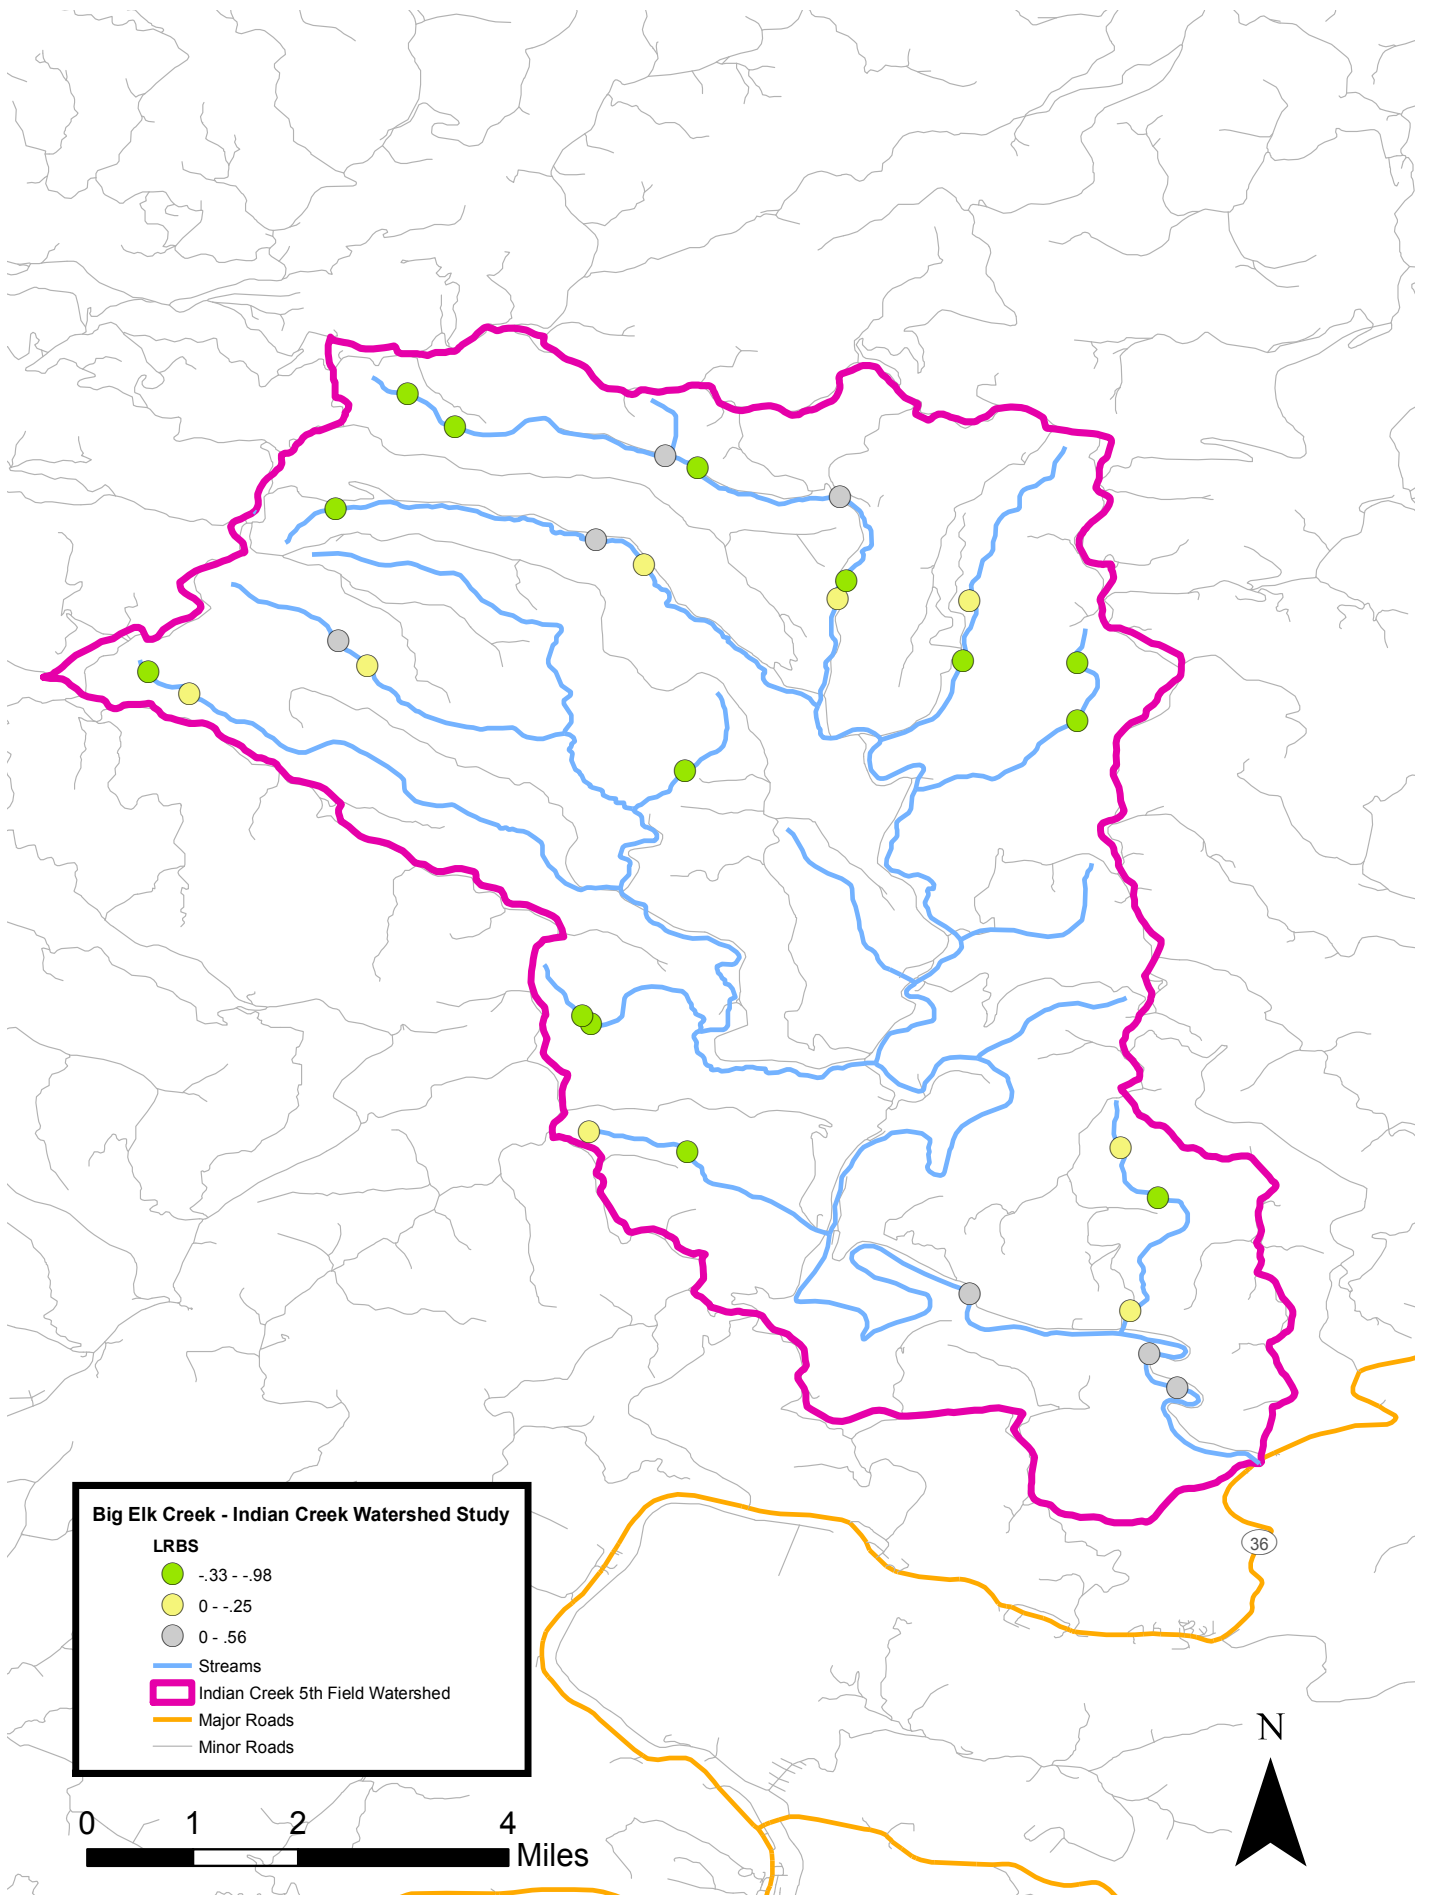 36
Big Elk Creek - Indian Creek Watershed Study
LRBS
-.33 - -.98
0 - -.25
0 - .56
Streams
Indian Creek 5th Field Watershed
Major Roads
Minor Roads
N
0 1 2 4
Miles